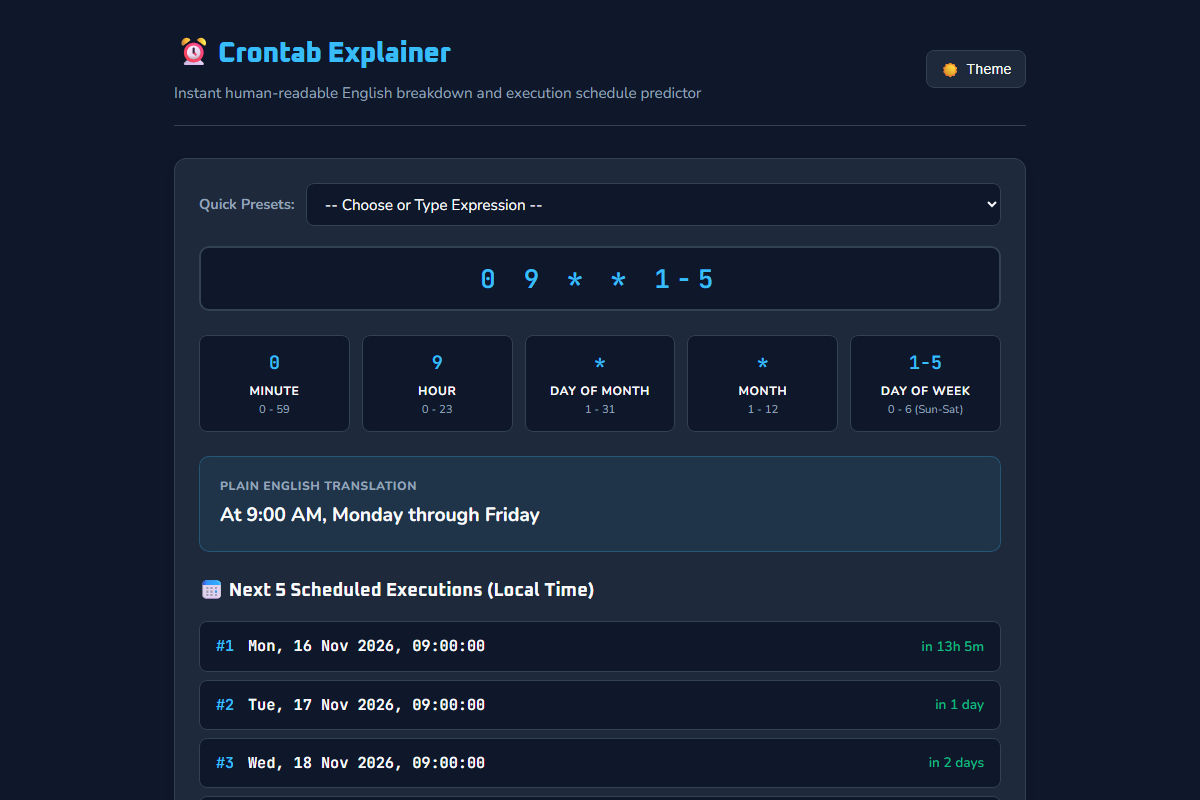 Crontab Explainer
Theme
Instant human-readable English breakdown and execution schedule predictor
Quick Presets: -- Choose or Type Expression --
0 9 * * 1-5
0 9 * * 1-5
MINUTE HOUR DAY OF MONTH MONTH DAY OF WEEK
0 - 59 0 - 23 1 - 31 1 - 12 0 - 6 (Sun-Sat)
PLAIN ENGLISH TRANSLATION
At 9:00 AM, Monday through Friday
Next 5 Scheduled Executions (Local Time)
#1 Mon, 16 Nov 2026, 09:00:00 in 13h 5m
#2 Tue, 17 Nov 2026, 09:00:00 in 1 day
#3 Wed, 18 Nov 2026, 09:00:00 in 2 days